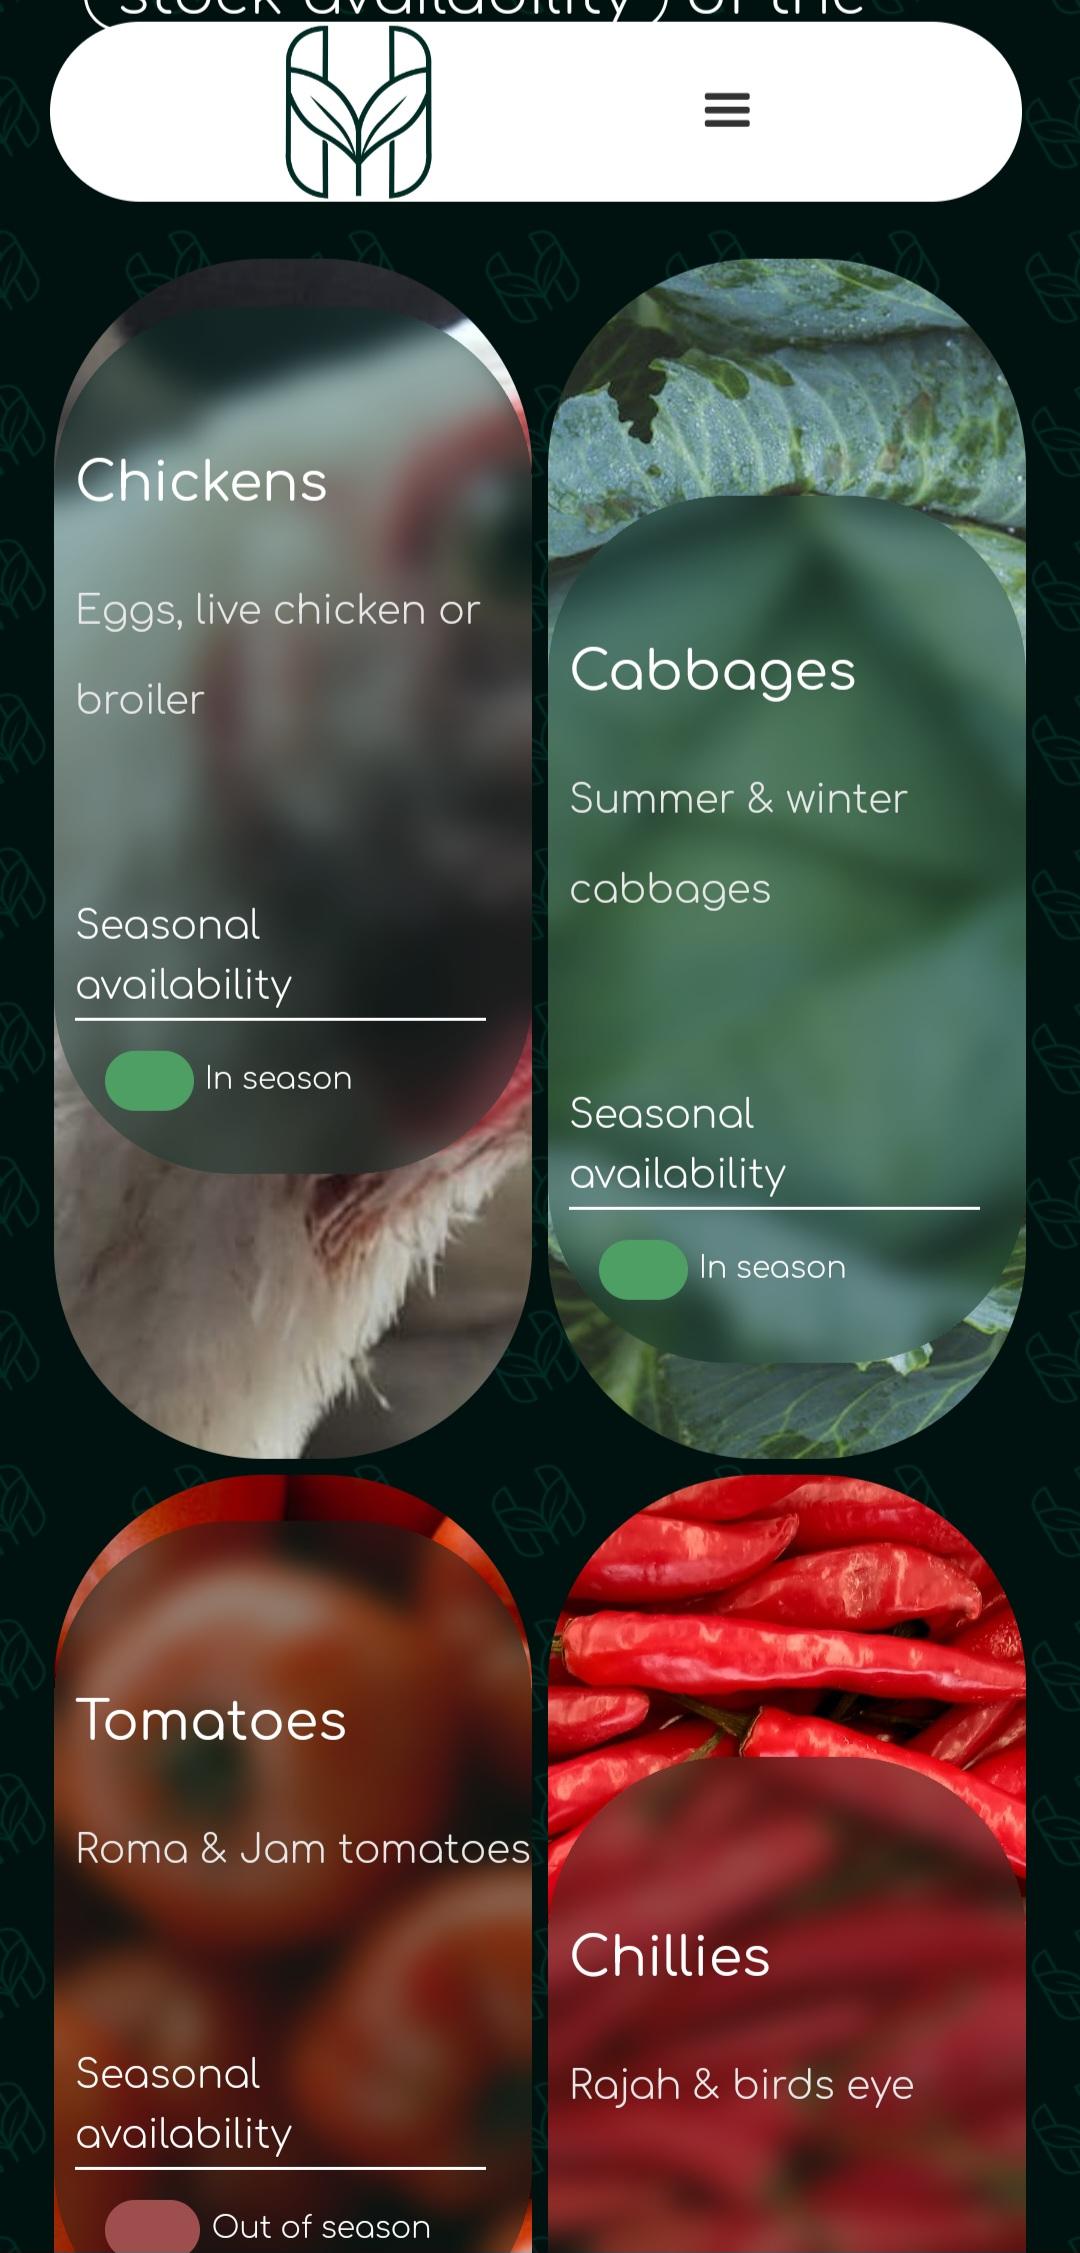 (stock availability) of the
Chickens
Eggs, live chicken or
broiler
Seasonal
availability
In season
Cabbages
Summer & winter
cabbages
Seasonal
availability
In season
Tomatoes
Roma & Jam tomatoes
Seasonal
availability
Out of season
Chillies
Rajah & birds eye